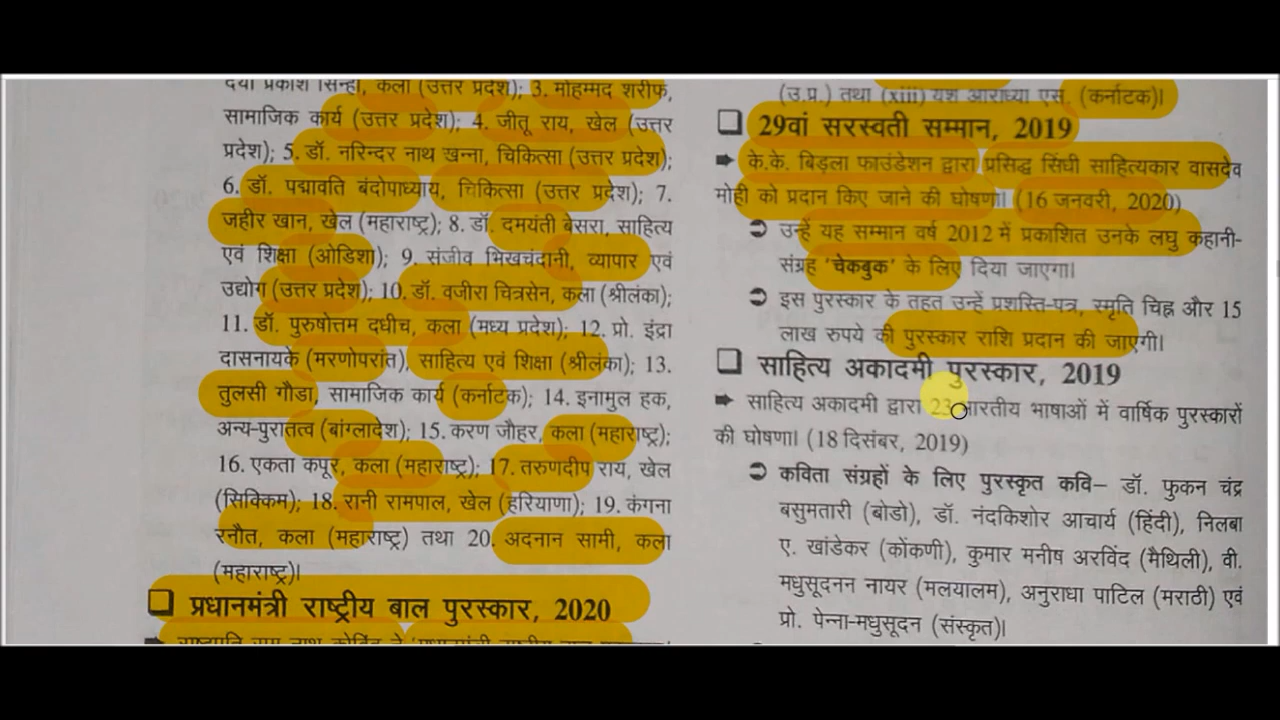 दया प्रकाश सिन्हा, कला (उत्तर प्रदेश); 3. मोहम्मद शरीफ,
सामाजिक कार्य (उत्तर प्रदेश); 4. जीतू राय, खेल (उत्तर
प्रदेश); 5. डॉ. नरिन्दर नाथ खन्ना, चिकित्सा (उत्तर प्रदेश);
6. डॉ. पद्मावति बंदोपाध्याय, चिकित्सा (उत्तर प्रदेश); 7.
जहीर खान, खेल (महाराष्ट्र); 8. डॉ. दमयंती बेसरा, साहित्य
एवं शिक्षा (ओडिशा); 9. संजीव भिखचंदानी, व्यापार एवं
उद्योग (उत्तर प्रदेश); 10. डॉ. वजीरा चित्रसेन, कला (श्रीलंका);
11. डॉ. पुरुषोत्तम दधीच, कला (मध्य प्रदेश); 12. प्रो. इंद्रा
दासनायके (मरणोपरांत), साहित्य एवं शिक्षा (श्रीलंका); 13.
तुलसी गौडा, सामाजिक कार्य (कर्नाटक); 14. इनामुल हक,
अन्य-पुरातत्व (बांग्लादेश); 15. करण जौहर, कला (महाराष्ट्र);
16. एकता कपूर, कला (महाराष्ट्र); 17. तरुणदीप राय, खेल
(सिक्किम); 18. रानी रामपाल, खेल (हरियाणा); 19. कंगना
रनौत, कला (महाराष्ट्र) तथा 20. अदनान सामी, कला
(महाराष्ट्र)।
❑ प्रधानमंत्री राष्ट्रीय बाल पुरस्कार, 2020
(उ.प्र.) तथा (xiii) यश आराध्या एस. (कर्नाटक)।
❑ 29वां सरस्वती सम्मान, 2019
➨ के.के. बिड़ला फाउंडेशन द्वारा प्रसिद्ध सिंधी साहित्यकार वासदेव
मोही को प्रदान किए जाने की घोषणा। (16 जनवरी, 2020)
➲ उन्हें यह सम्मान वर्ष 2012 में प्रकाशित उनके लघु कहानी-
संग्रह 'चेकबुक' के लिए दिया जाएगा।
➲ इस पुरस्कार के तहत उन्हें प्रशस्ति-पत्र, स्मृति चिह्न और 15
लाख रुपये की पुरस्कार राशि प्रदान की जाएगी।
❑ साहित्य अकादमी पुरस्कार, 2019
➨ साहित्य अकादमी द्वारा 23 भारतीय भाषाओं में वार्षिक पुरस्कारों
की घोषणा। (18 दिसंबर, 2019)
➲ कविता संग्रहों के लिए पुरस्कृत कवि– डॉ. फुकन चंद्र
बसुमतारी (बोडो), डॉ. नंदकिशोर आचार्य (हिंदी), निलबा
ए. खांडेकर (कोंकणी), कुमार मनीष अरविंद (मैथिली), वी.
मधुसूदनन नायर (मलयालम), अनुराधा पाटिल (मराठी) एवं
प्रो. पेन्ना-मधुसूदन (संस्कृत)।